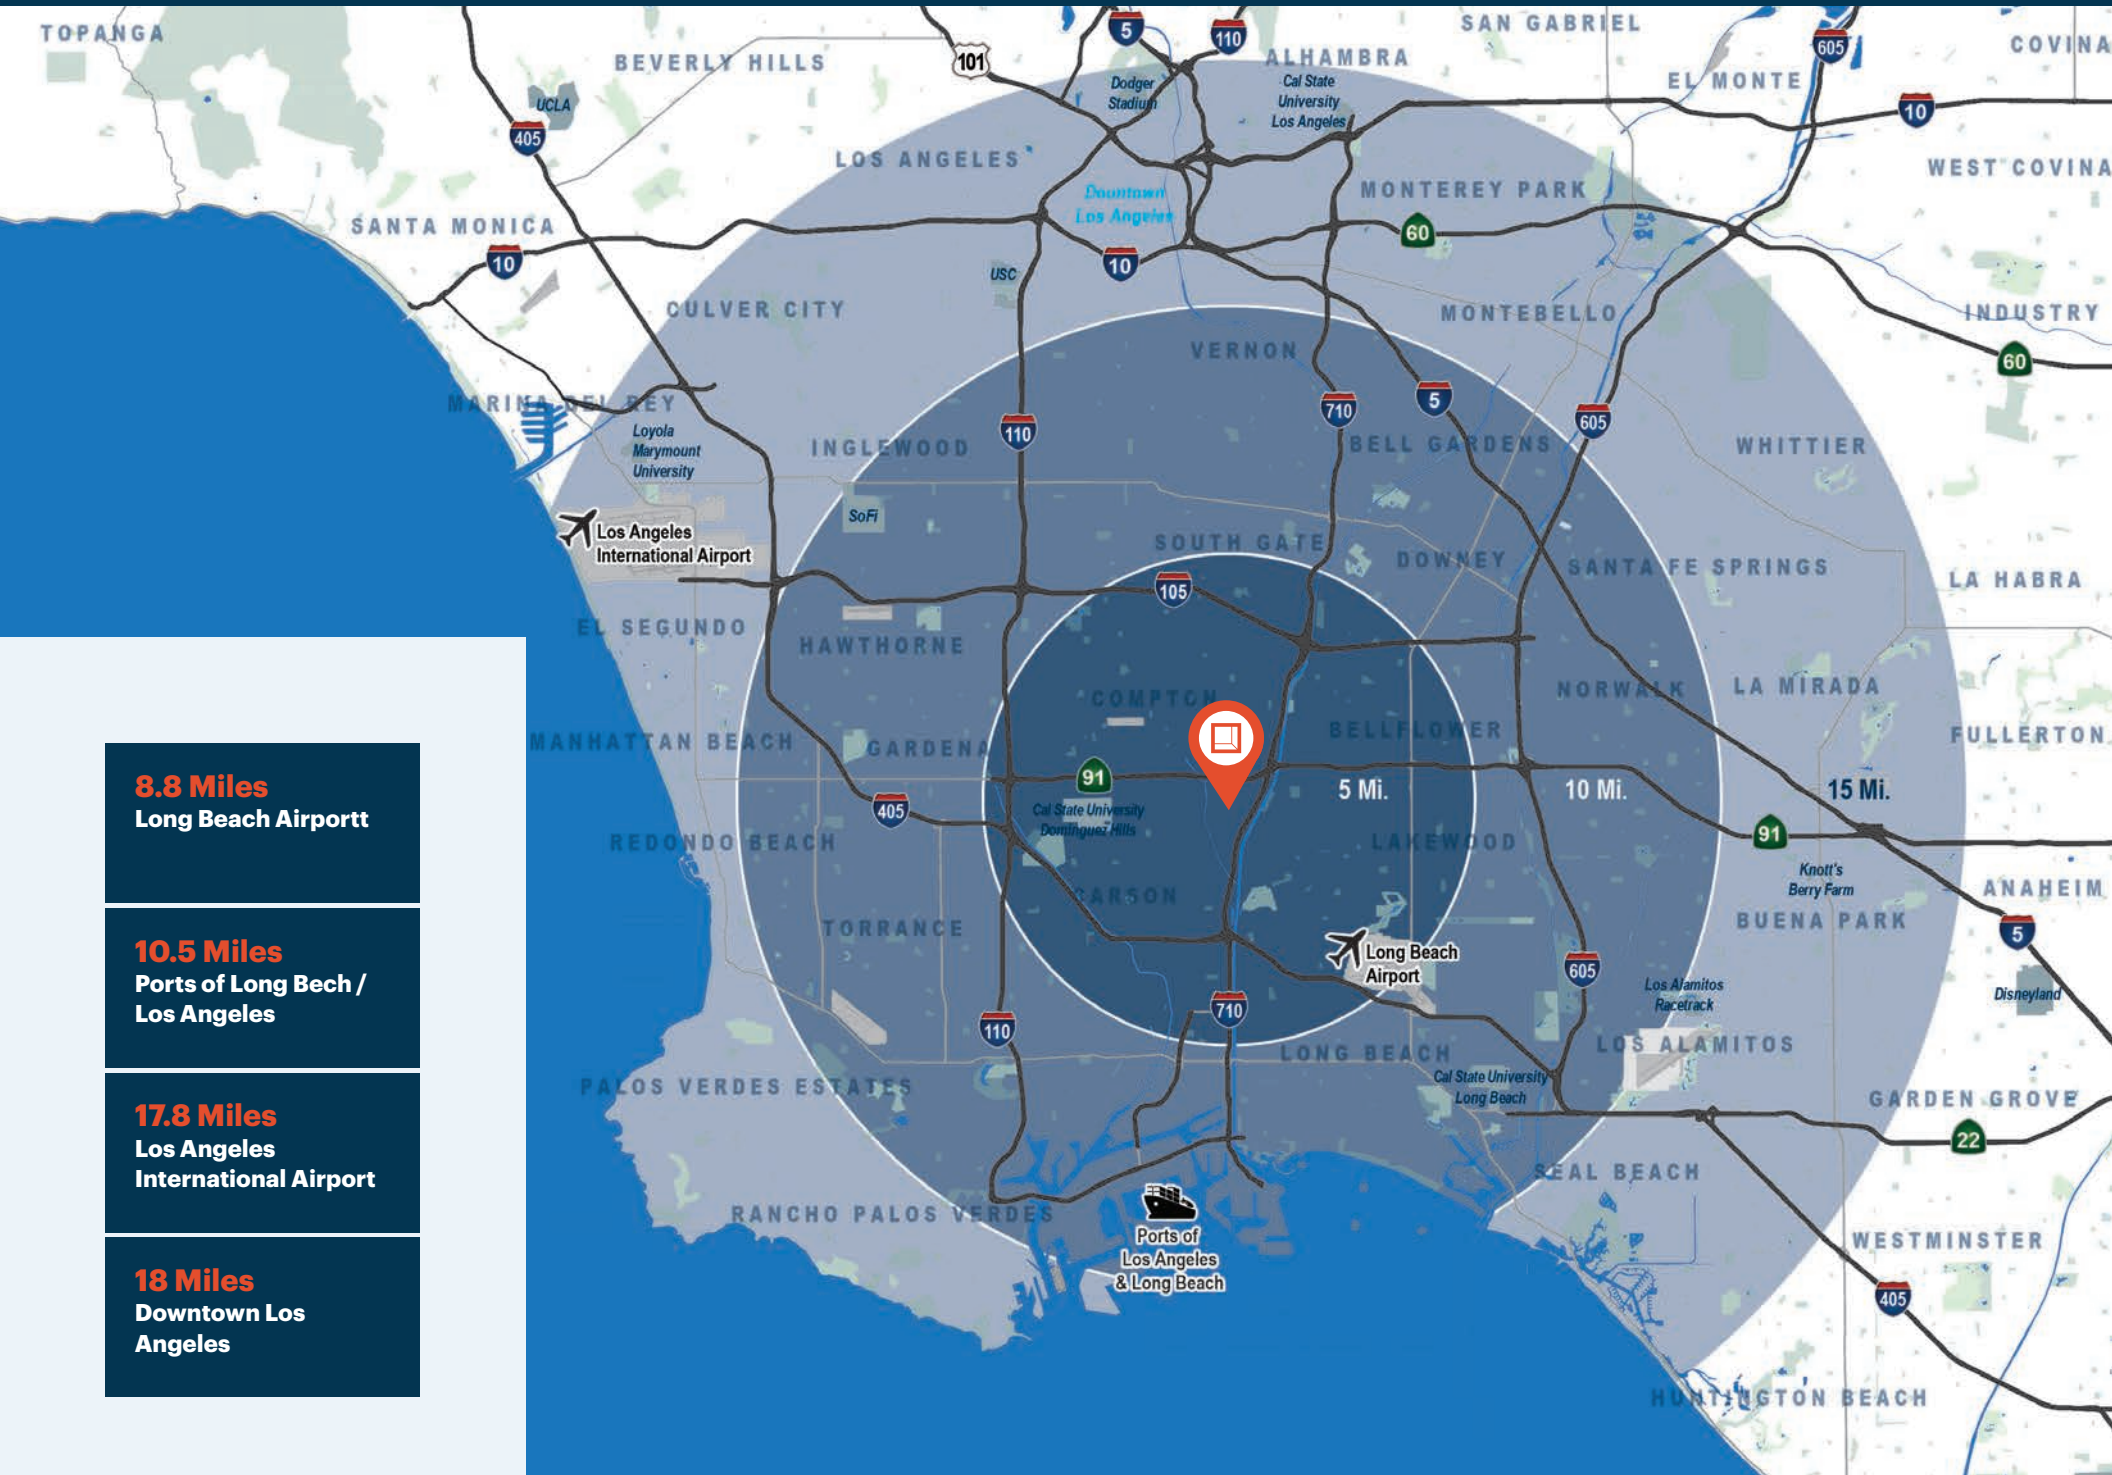 TOPANGA
BEVERLY HILLS
UCLA
405
101
5
110
Dodger
Stadium
ALHAMBRA
Cal State
University
Los Angeles
SAN GABRIEL
EL MONTE
605
COVINA
10
WEST COVINA
LOS ANGELES
Downtown
Los Angeles
MONTEREY PARK
60
SANTA MONICA
10
10
USC
CULVER CITY
MONTEBELLO
INDUSTRY
60
VERNON
MARINA DEL REY
Loyola
Marymount
University
INGLEWOOD
110
710
5
605
BELL GARDENS
WHITTIER
SoFi
Los Angeles
International Airport
SOUTH GATE
DOWNEY
SANTA FE SPRINGS
LA HABRA
105
EL SEGUNDO
HAWTHORNE
COMPTON
NORWALK
LA MIRADA
MANHATTAN BEACH
GARDENA
BELLFLOWER
FULLERTON
91
5 Mi.
10 Mi.
15 Mi.
405
Cal State University
Dominguez Hills
REDONDO BEACH
LAKEWOOD
91
Knott's
Berry Farm
ANAHEIM
CARSON
TORRANCE
BUENA PARK
5
Long Beach
Airport
605
Los Alamitos
Racetrack
Disneyland
710
110
LONG BEACH
LOS ALAMITOS
PALOS VERDES ESTATES
Cal State University
Long Beach
GARDEN GROVE
22
SEAL BEACH
RANCHO PALOS VERDES
Ports of
Los Angeles
& Long Beach
WESTMINSTER
405
HUNTINGTON BEACH
8.8 Miles
Long Beach Airportt
10.5 Miles
Ports of Long Bech /
Los Angeles
17.8 Miles
Los Angeles
International Airport
18 Miles
Downtown Los
Angeles